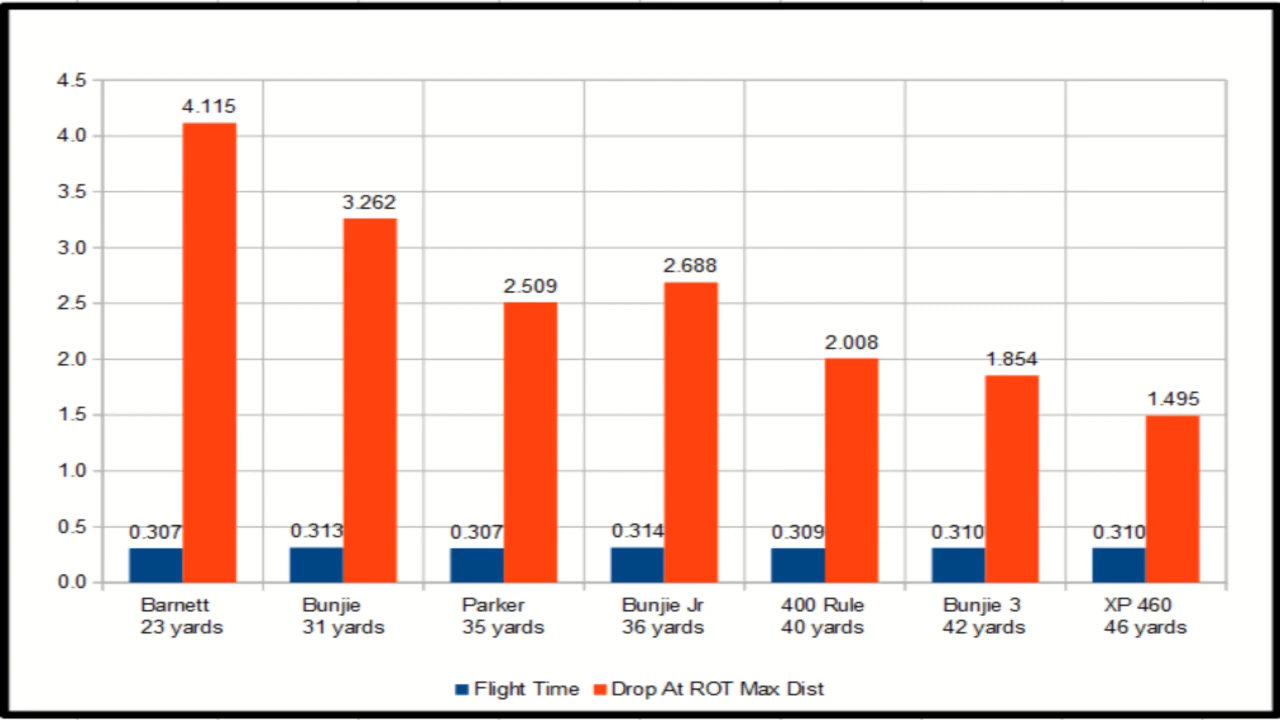 4.5
4.0
3.5
3.0
2.5
2.0
1.5
1.0
0.5
0.0
4.115
3.262
2.509
2.688
2.008
1.854
1.495
0.307
0.313
0.307
0.314
0.309
0.310
0.310
Barnett
23 yards
Bunjie
31 yards
Parker
35 yards
Bunjie Jr
36 yards
400 Rule
40 yards
Bunjie 3
42 yards
XP 460
46 yards
Flight Time
Drop At ROT Max Dist